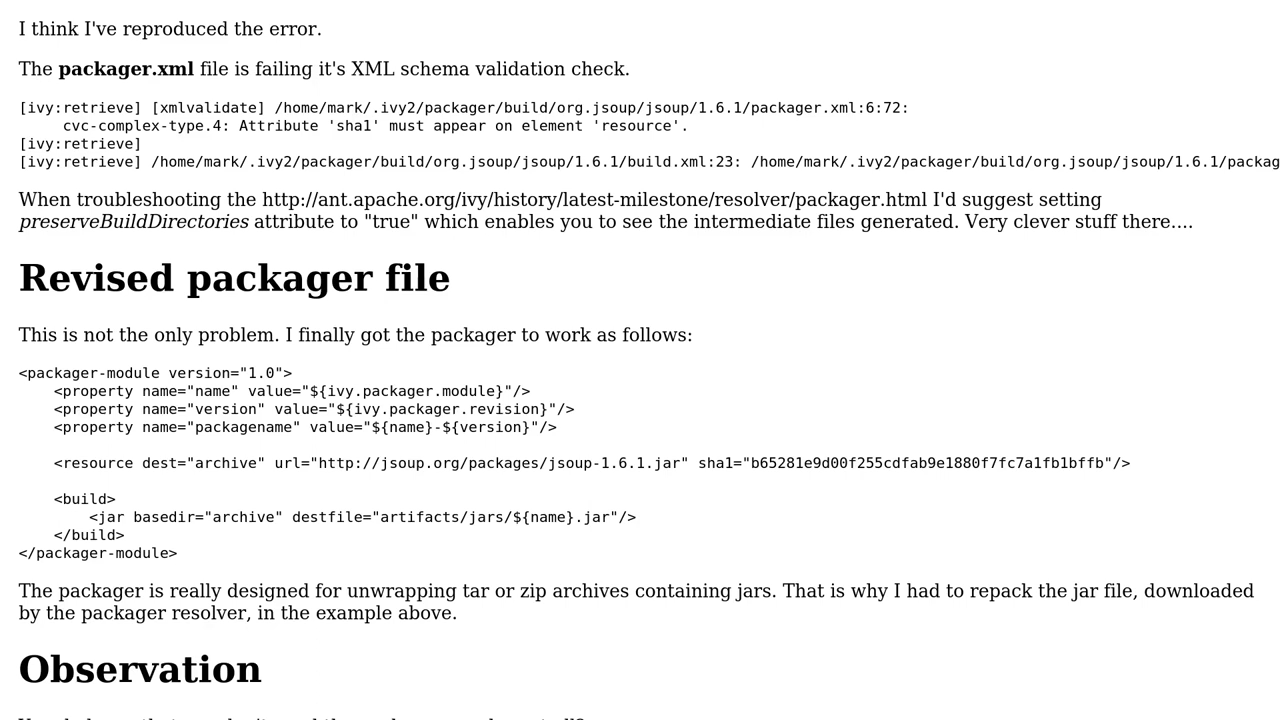 I think I've reproduced the error.
The packager.xml file is failing it's XML schema validation check.
[ivy:retrieve] [xmlvalidate] /home/mark/.ivy2/packager/build/org.jsoup/jsoup/1.6.1/packager.xml:6:72:
     cvc-complex-type.4: Attribute 'sha1' must appear on element 'resource'.
[ivy:retrieve]
[ivy:retrieve] /home/mark/.ivy2/packager/build/org.jsoup/jsoup/1.6.1/build.xml:23: /home/mark/.ivy2/packager/build/org.jsoup/jsoup/1.6.1/packag
When troubleshooting the http://ant.apache.org/ivy/history/latest-milestone/resolver/packager.html I'd suggest setting
preserveBuildDirectories attribute to "true" which enables you to see the intermediate files generated. Very clever stuff there....
Revised packager file
This is not the only problem. I finally got the packager to work as follows:
<packager-module version="1.0">
    <property name="name" value="${ivy.packager.module}"/>
    <property name="version" value="${ivy.packager.revision}"/>
    <property name="packagename" value="${name}-${version}"/>
    <resource dest="archive" url="http://jsoup.org/packages/jsoup-1.6.1.jar" sha1="b65281e9d00f255cdfab9e1880f7fc7a1fb1bffb"/>
    <build>
        <jar basedir="archive" destfile="artifacts/jars/${name}.jar"/>
    </build>
</packager-module>
The packager is really designed for unwrapping tar or zip archives containing jars. That is why I had to repack the jar file, downloaded
by the packager resolver, in the example above.
Observation